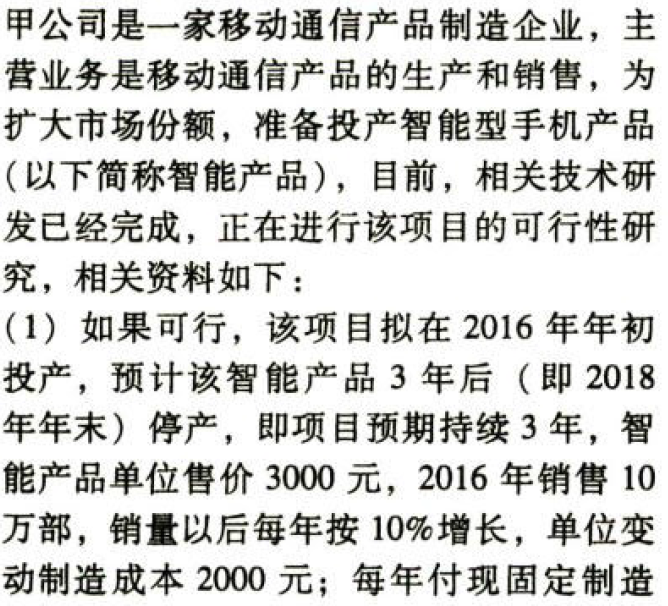 甲公司是一家移动通信产品制造企业，主
营业务是移动通信产品的生产和销售，为
扩大市场份额，准备投产智能型手机产品
（以下简称智能产品），目前，相关技术研
发已经完成，正在进行该项目的可行性研
究，相关资料如下：
（1）如果可行，该项目拟在 2016 年年初
投产，预计该智能产品 3 年后（即 2018
年年末）停产，即项目预期持续 3 年，智
能产品单位售价 3000 元，2016 年销售 10
万部，销量以后每年按 10%增长，单位变
动制造成本 2000 元；每年付现固定制造